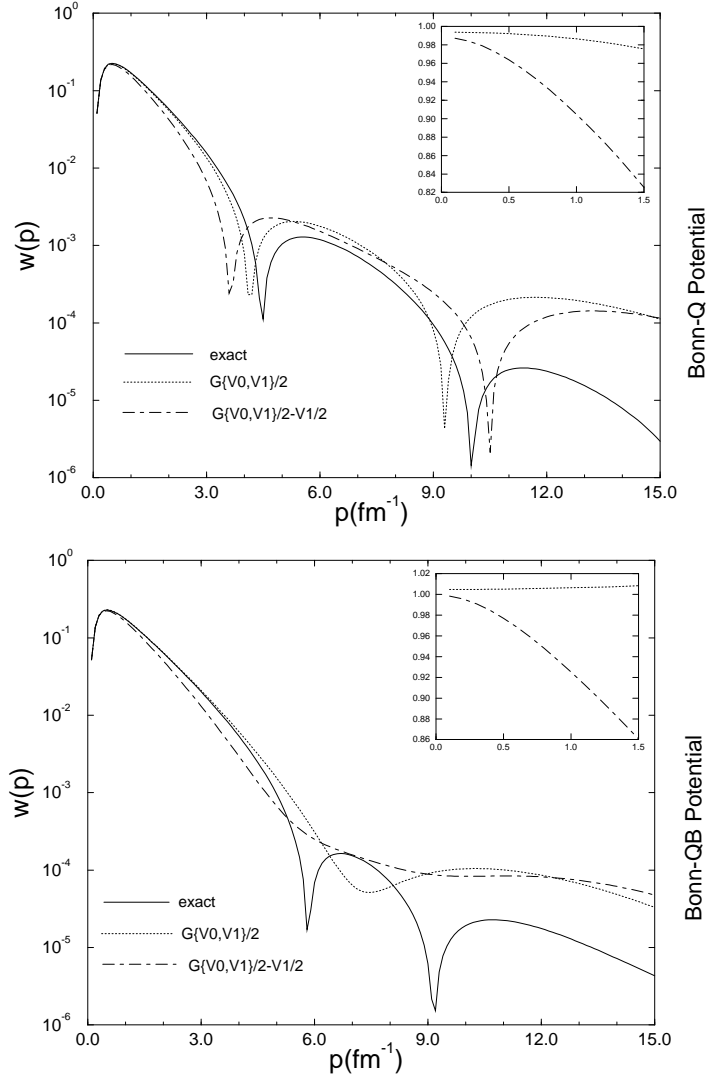 1.00
0.98
0.96
0.94
0.92
0.90
0.88
0.86
0.84
0.82
0.0 0.5 1.0 1.5
10^0
10^-1
10^-2
10^-3
10^-4
10^-5
10^-6
w(p)
exact
G{V0,V1}/2
G{V0,V1}/2-V1/2
0.0 3.0 6.0 9.0 12.0 15.0
p(fm^-1)
Bonn-Q Potential
1.02
1.00
0.98
0.96
0.94
0.92
0.90
0.88
0.86
0.0 0.5 1.0 1.5
10^0
10^-1
10^-2
10^-3
10^-4
10^-5
10^-6
w(p)
exact
G{V0,V1}/2
G{V0,V1}/2-V1/2
0.0 3.0 6.0 9.0 12.0 15.0
p(fm^-1)
Bonn-QB Potential